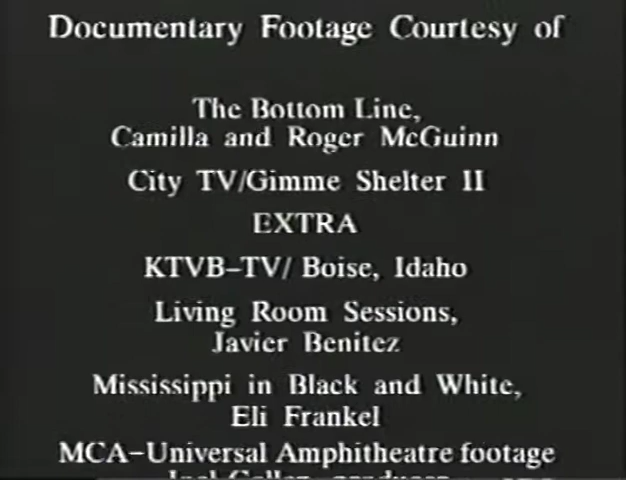 Documentary Footage Courtesy of
The Bottom Line,
Camilla and Roger McGuinn
City TV/Gimme Shelter II
EXTRA
KTVB-TV/ Boise, Idaho
Living Room Sessions,
Javier Benitez
Mississippi in Black and White,
Eli Frankel
MCA-Universal Amphitheatre footage